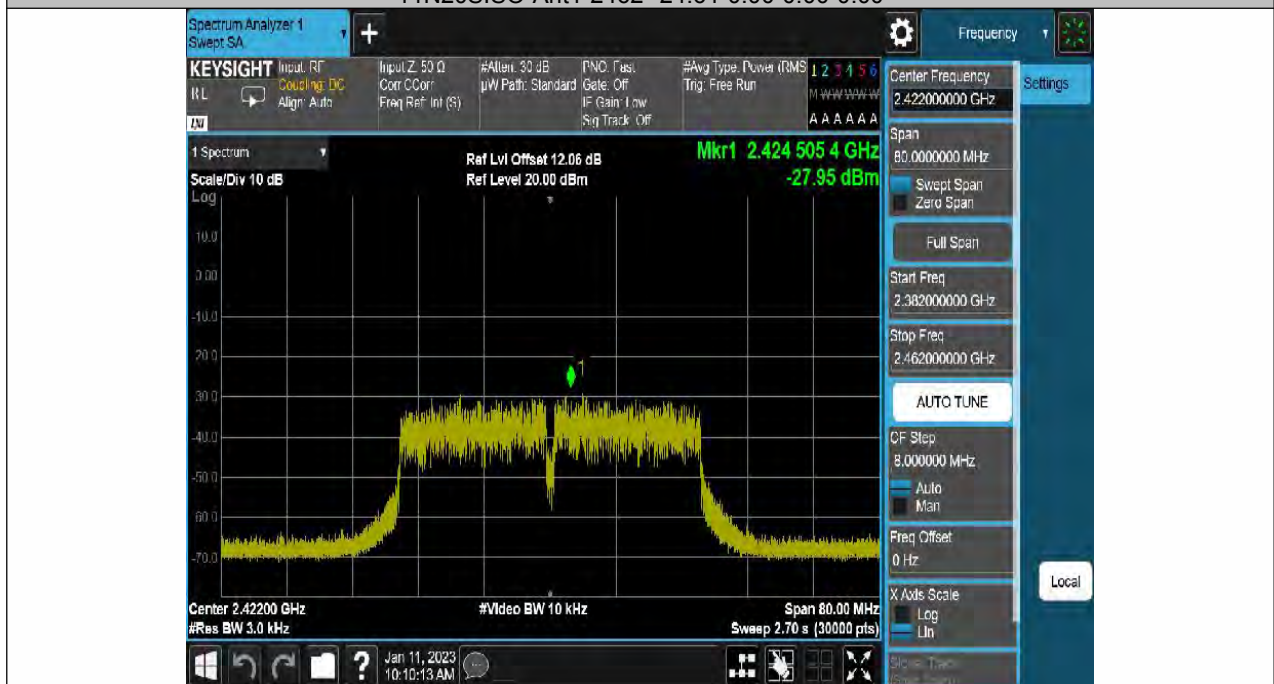 Spectrum Analyzer 1
Swept SA
+
Frequency
KEYSIGHT
Input: RF
Coupling: DC
Align: Auto
Input Z: 50 Ω
Corr CCorr
Freq Ref: Int (S)
#Atten: 30 dB
µW Path: Standard
PNO: Fast
Gate: Off
IF Gain: Low
Sig Track: Off
#Avg Type: Power (RMS
Trig: Free Run
1 2 3 4 5 6
M W W W W W
A A A A A A
Center Frequency
2.422000000 GHz
Settings
Span
80.0000000 MHz
Swept Span
Zero Span
Full Span
Start Freq
2.382000000 GHz
Stop Freq
2.462000000 GHz
AUTO TUNE
CF Step
8.000000 MHz
Auto
Man
Freq Offset
0 Hz
X Axis Scale
Log
Lin
Local
1 Spectrum
Scale/Div 10 dB
Log
Ref Lvl Offset 12.06 dB
Ref Level 20.00 dBm
Mkr1 2.424 505 4 GHz
-27.95 dBm
10.0
0.00
-10.0
20.0
30.0
-40.0
-50.0
60.0
-70.0
1
Center 2.42200 GHz
#Res BW 3.0 kHz
#Video BW 10 kHz
Span 80.00 MHz
Sweep 2.70 s (30000 pts)
?
Jan 11, 2023
10:10:13 AM